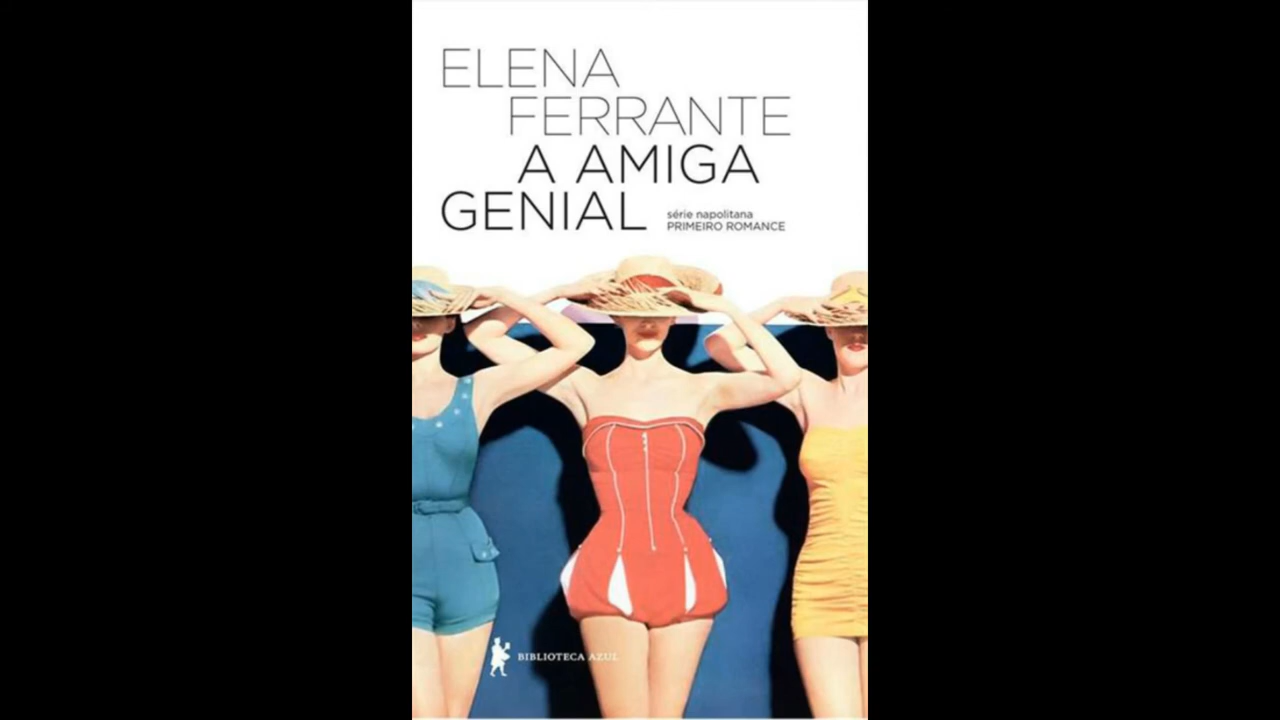 ELENA
FERRANTE
A AMIGA
GENIAL
série napolitana
PRIMEIRO ROMANCE
BIBLIOTECA AZUL